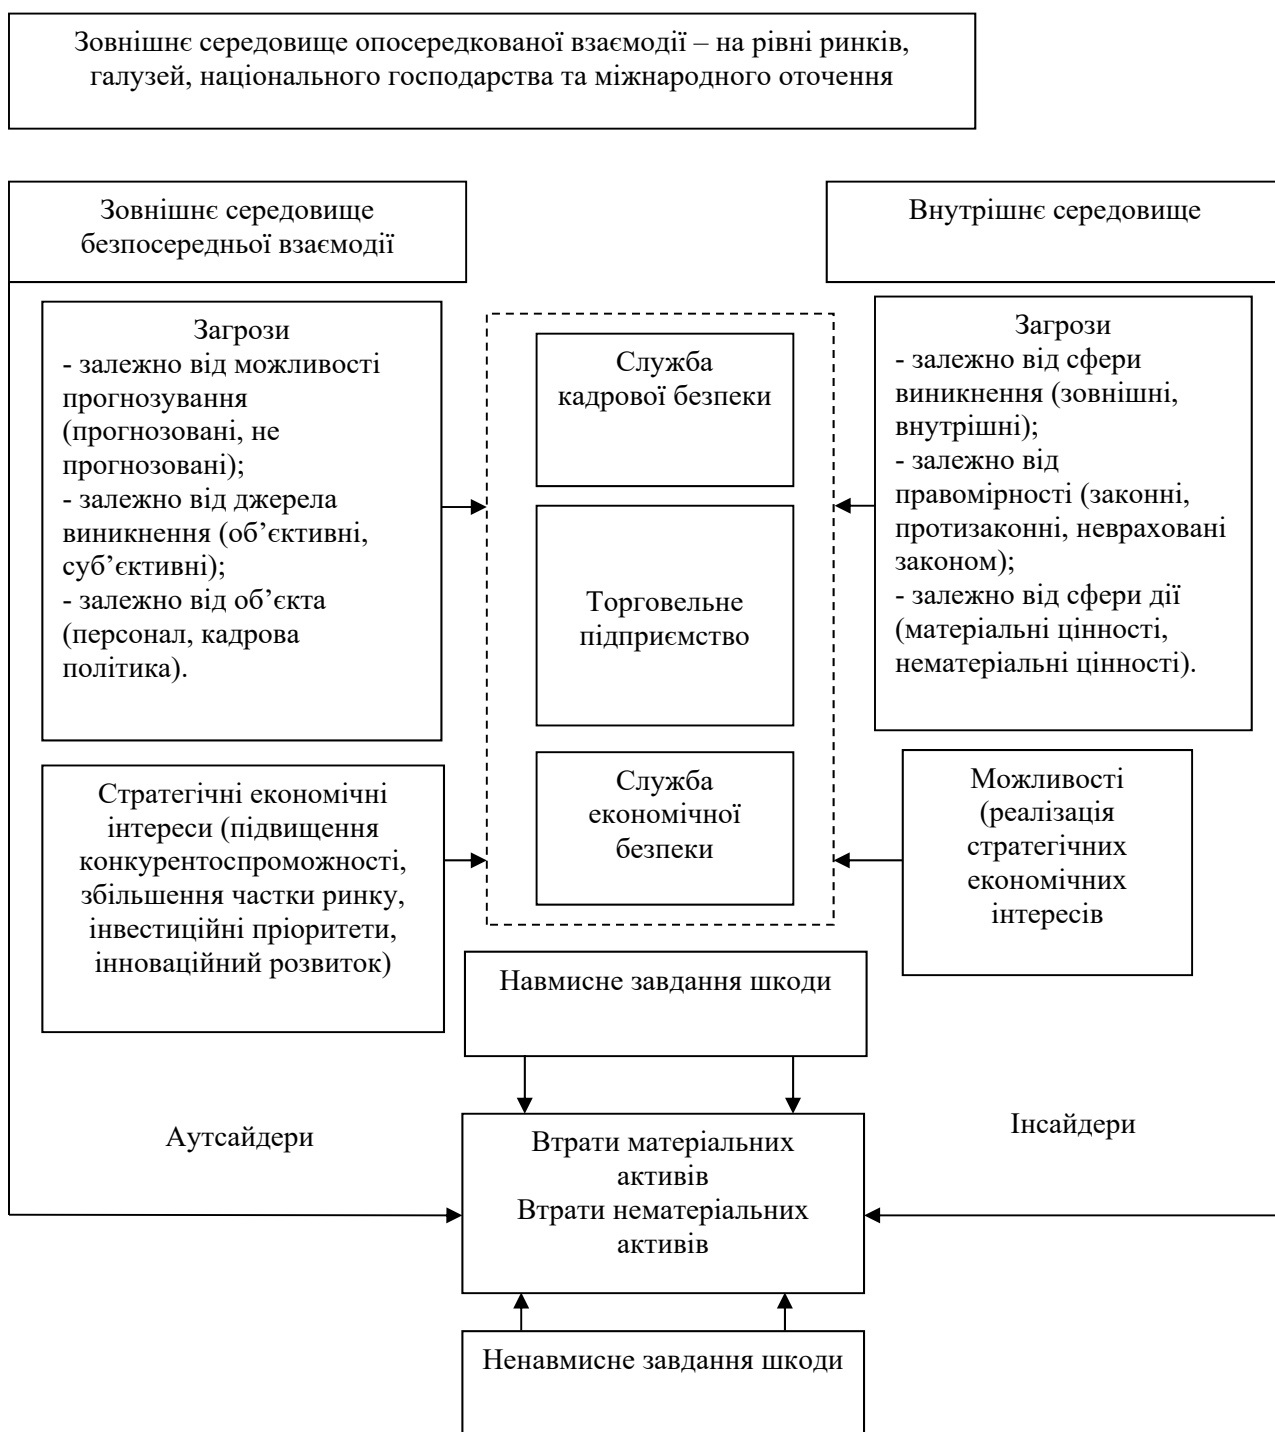 Зовнішнє середовище опосередкованої взаємодії – на рівні ринків,
галузей, національного господарства та міжнародного оточення
Зовнішнє середовище
безпосередньої взаємодії
Внутрішнє середовище
Загрози
- залежно від можливості
прогнозування
(прогнозовані, не
прогнозовані);
- залежно від джерела
виникнення (об’єктивні,
суб’єктивні);
- залежно від об’єкта
(персонал, кадрова
політика).
Служба
кадрової безпеки
Торговельне
підприємство
Служба
економічної
безпеки
Загрози
- залежно від сфери
виникнення (зовнішні,
внутрішні);
- залежно від
правомірності (законні,
протизаконні, невраховані
законом);
- залежно від сфери дії
(матеріальні цінності,
нематеріальні цінності).
Стратегічні економічні
інтереси (підвищення
конкурентоспроможності,
збільшення частки ринку,
інвестиційні пріоритети,
інноваційний розвиток)
Можливості
(реалізація
стратегічних
економічних
інтересів
Навмисне завдання шкоди
Аутсайдери
Інсайдери
Втрати матеріальних
активів
Втрати нематеріальних
активів
Ненавмисне завдання шкоди